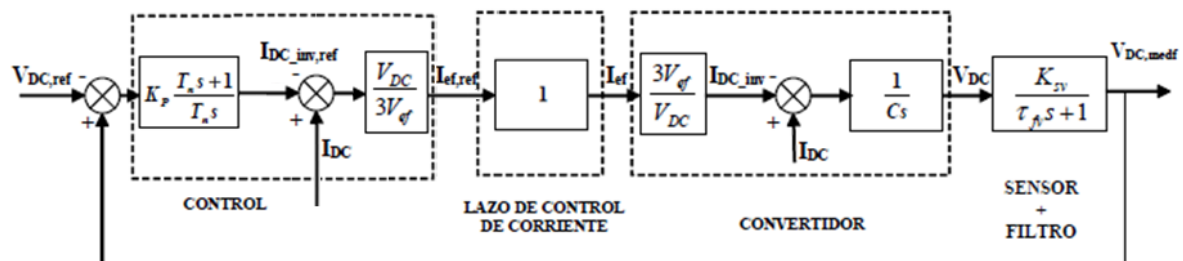 V_DC,ref
-
+
K_P (T_n s + 1) / (T_n s)
I_DC_inv,ref
-
+
I_DC
V_DC / 3V_ef
I_ef,ref
1
I_ef
3V_ef / V_DC
I_DC_inv
-
+
I_DC
1 / Cs
V_DC
K_sv / (τ_fv s + 1)
V_DC,medf
CONTROL
LAZO DE CONTROL
DE CORRIENTE
CONVERTIDOR
SENSOR
+
FILTRO